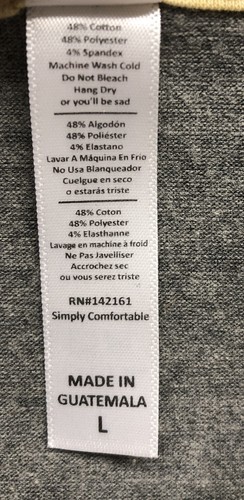 48% Cotton
48% Polyester
4% Spandex
Machine Wash Cold
Do Not Bleach
Hang Dry
or you'll be sad
48% Algodón
48% Poliéster
4% Elastano
Lavar A Máquina En Frio
No Usa Blanqueador
Cuelgue en seco
o estarás triste
48% Coton
48% Polyester
4% Elasthanne
Lavage en machine à froid
Ne Pas Javelliser
Accrochez sec
ou vous serez triste
RN#142161
Simply Comfortable
MADE IN
GUATEMALA
L